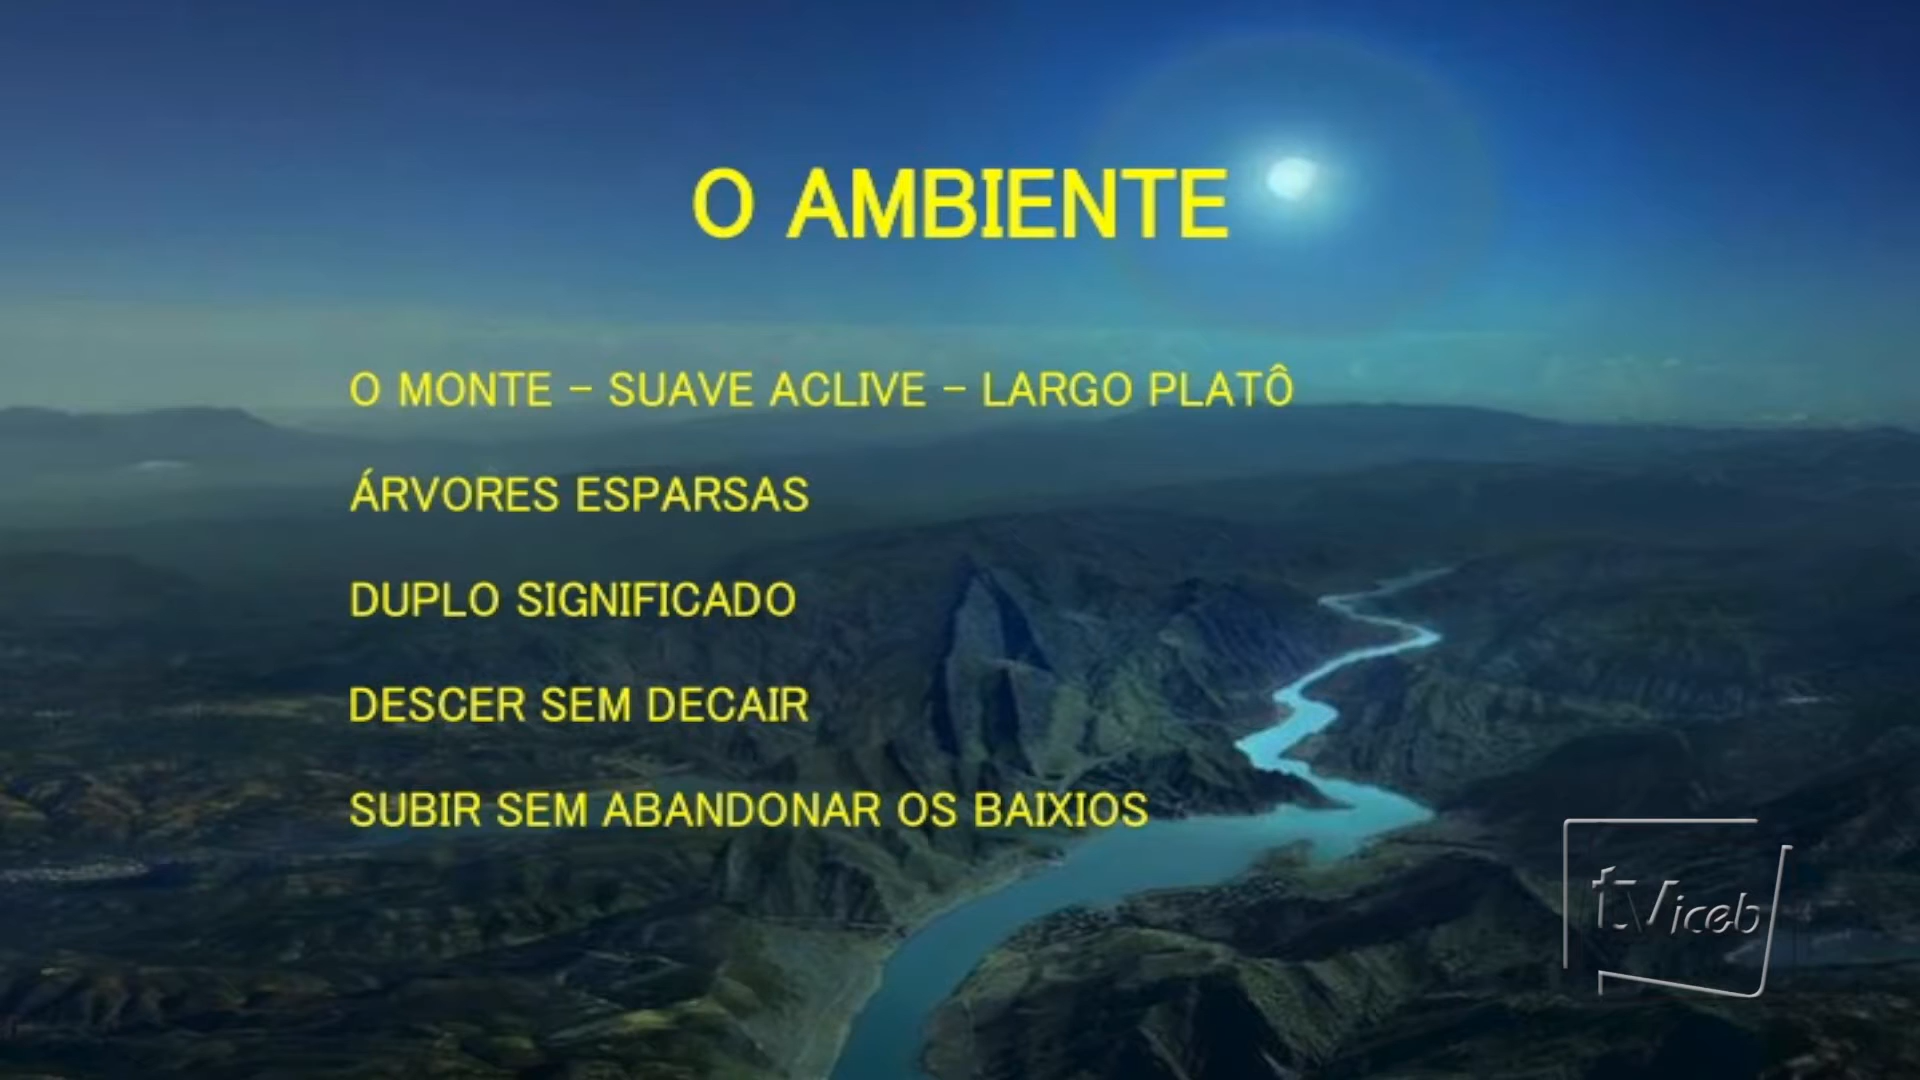 O AMBIENTE
O MONTE – SUAVE ACLIVE – LARGO PLATÔ
ÁRVORES ESPARSAS
DUPLO SIGNIFICADO
DESCER SEM DECAIR
SUBIR SEM ABANDONAR OS BAIXIOS
tviceb